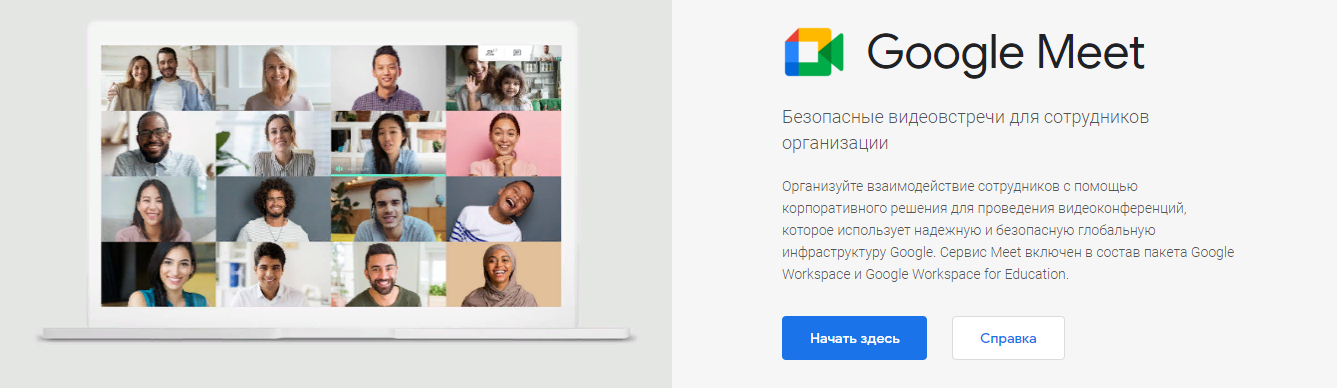 Google Meet
Безопасные видеовстречи для сотрудников
организации
Организуйте взаимодействие сотрудников с помощью
корпоративного решения для проведения видеоконференций,
которое использует надежную и безопасную глобальную
инфраструктуру Google. Сервис Meet включен в состав пакета Google
Workspace и Google Workspace for Education.
Начать здесь
Справка